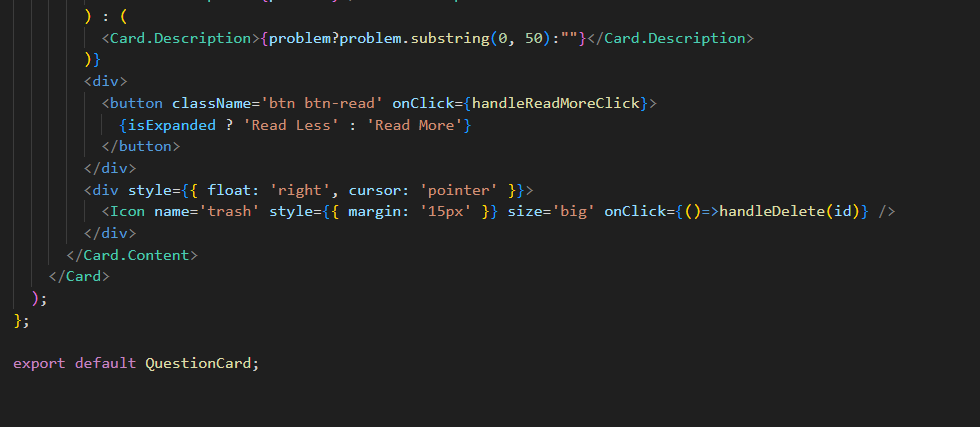 ) : (
<Card.Description>{problem?problem.substring(0, 50):""}</Card.Description>
)}
<div>
<button className='btn btn-read' onClick={handleReadMoreClick}>
{isExpanded ? 'Read Less' : 'Read More'}
</button>
</div>
<div style={{ float: 'right', cursor: 'pointer' }}>
<Icon name='trash' style={{ margin: '15px' }} size='big' onClick={()=>handleDelete(id)} />
</div>
</Card.Content>
</Card>
);
};
export default QuestionCard;